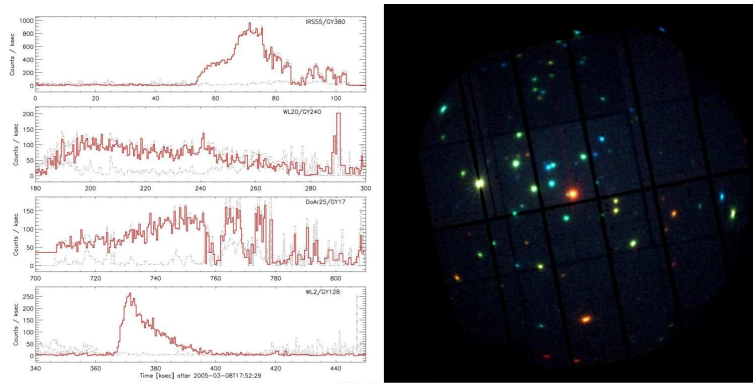 IRS55/GY380
Counts / ksec
1000
800
600
400
200
0
0 20 40 60 80 100
WL20/GY240
Counts / ksec
200
150
100
50
0
180 200 220 240 260 280 300
DoAr25/GY17
Counts / ksec
150
100
50
0
700 720 740 760 780 800
WL2/GY128
Counts / ksec
250
200
150
100
50
0
340 360 380 400 420 440
Time [ksec] after 2005-03-08T17:52:29